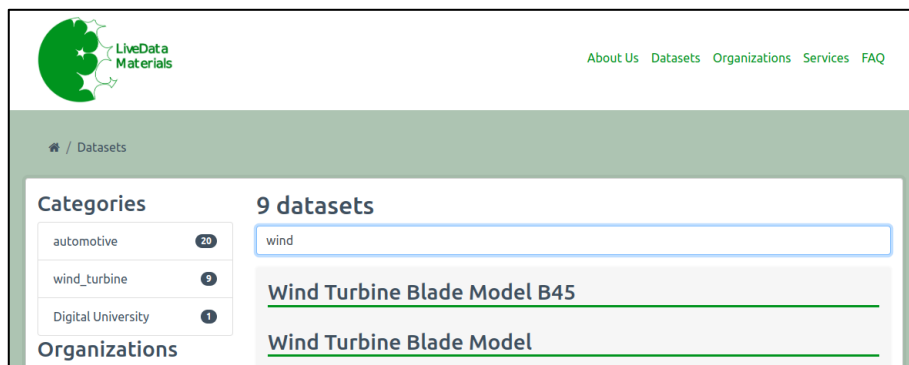 LiveData
Materials
About Us Datasets Organizations Services FAQ
/ Datasets
Categories
automotive 20
wind_turbine 9
Digital University 1
Organizations
9 datasets
wind
Wind Turbine Blade Model B45
Wind Turbine Blade Model